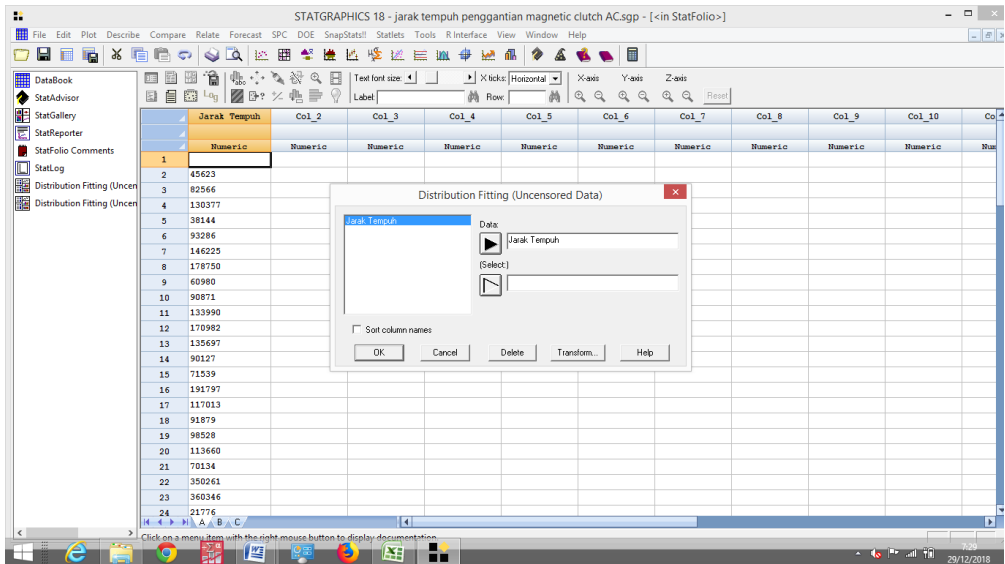 STATGRAPHICS 18 - jarak tempuh penggantian magnetic clutch AC.sgp - [<in StatFolio>]
File Edit Plot Describe Compare Relate Forecast SPC DOE SnapStats!! Statlets Tools R Interface View Window Help
Text font size: X ticks: Horizontal X-axis Y-axis Z-axis
Label: Row: Reset
DataBook
StatAdvisor
StatGallery
StatReporter
StatFolio Comments
StatLog
Distribution Fitting (Uncen
Distribution Fitting (Uncen
Jarak Tempuh Col_2 Col_3 Col_4 Col_5 Col_6 Col_7 Col_8 Col_9 Col_10 Co
Numeric Numeric Numeric Numeric Numeric Numeric Numeric Numeric Numeric Numeric Num
1
2 45623
3 82566
4 130377
5 38144
6 93286
7 146225
8 178750
9 60980
10 90871
11 133990
12 170982
13 135697
14 90127
15 71539
16 191797
17 117013
18 91879
19 98528
20 113660
21 70134
22 350261
23 360346
24 21776
A B C
Distribution Fitting (Uncensored Data)
Jarak Tempuh
Data:
Jarak Tempuh
(Select:)
Sort column names
OK Cancel Delete Transform... Help
Click on a menu item with the right mouse button to display documentation.
7:29
29/12/2018